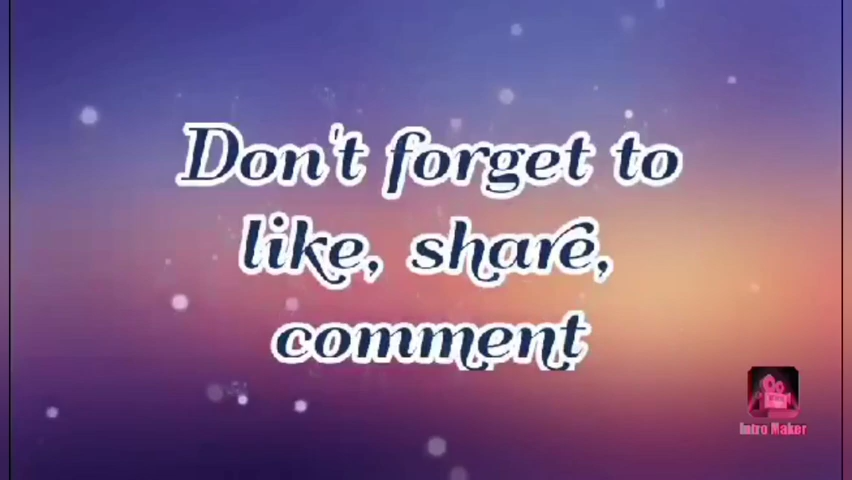 Don't forget to
like, share,
comment
Intro Maker